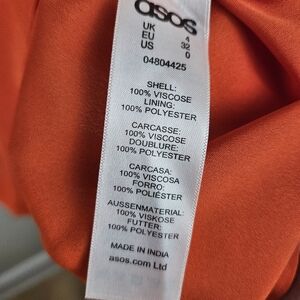 asos
UK 4
EU 32
US 0
04804425
SHELL:
100% VISCOSE
LINING:
100% POLYESTER
CARCASSE:
100% VISCOSE
DOUBLURE:
100% POLYESTER
CARCASA:
100% VISCOSA
FORRO:
100% POLIÉSTER
AUSSENMATERIAL:
100% VISKOSE
FUTTER:
100% POLYESTER
MADE IN INDIA
asos.com Ltd